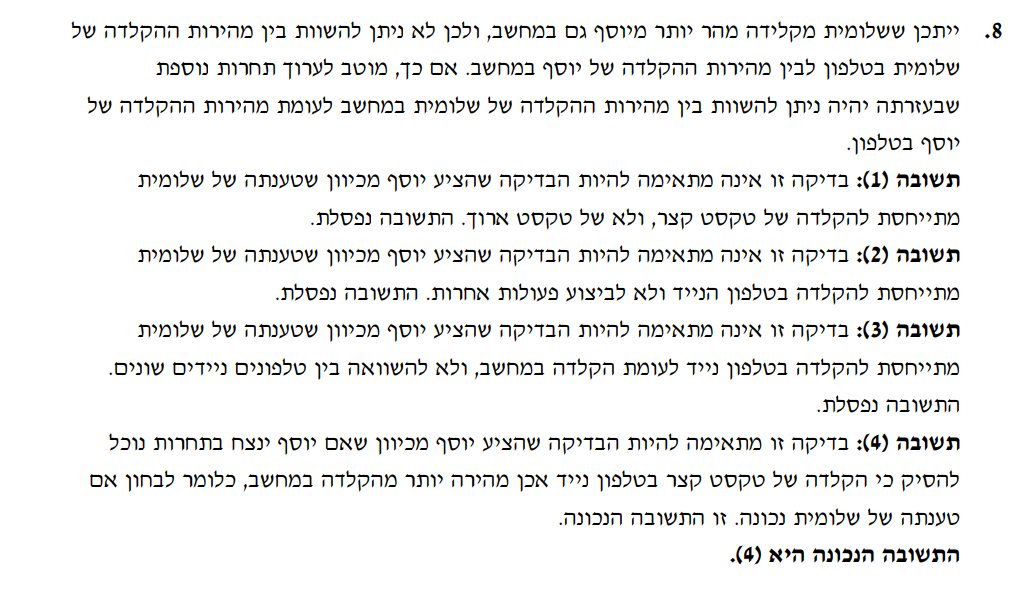 8. ייתכן ששלומית מקלידה מהר יותר מיוסף גם במחשב, ולכן לא ניתן להשוות בין מהירות ההקלדה של
שלומית בטלפון לבין מהירות ההקלדה של יוסף במחשב. אם כך, מוטב לערוך תחרות נוספת
שבעזרתה יהיה ניתן להשוות בין מהירות ההקלדה של שלומית במחשב לעומת מהירות ההקלדה של
יוסף בטלפון.
תשובה (1): בדיקה זו אינה מתאימה להיות הבדיקה שהציע יוסף מכיוון שטענתה של שלומית
מתייחסת להקלדה של טקסט קצר, ולא של טקסט ארוך. התשובה נפסלת.
תשובה (2): בדיקה זו אינה מתאימה להיות הבדיקה שהציע יוסף מכיוון שטענתה של שלומית
מתייחסת להקלדה בטלפון הנייד ולא לביצוע פעולות אחרות. התשובה נפסלת.
תשובה (3): בדיקה זו אינה מתאימה להיות הבדיקה שהציע יוסף מכיוון שטענתה של שלומית
מתייחסת להקלדה בטלפון נייד לעומת הקלדה במחשב, ולא להשוואה בין טלפונים ניידים שונים.
התשובה נפסלת.
תשובה (4): בדיקה זו מתאימה להיות הבדיקה שהציע יוסף מכיוון שאם יוסף ינצח בתחרות נוכל
להסיק כי הקלדה של טקסט קצר בטלפון נייד אכן מהירה יותר מהקלדה במחשב, כלומר לבחון אם
טענתה של שלומית נכונה. זו התשובה הנכונה.
התשובה הנכונה היא (4).